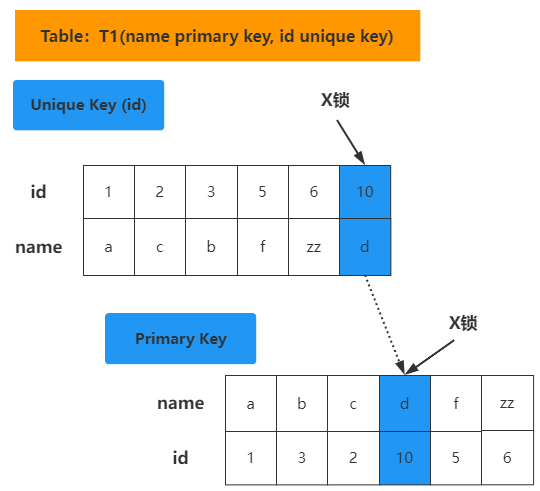 Table：T1(name primary key, id unique key)
Unique Key (id)
X锁
id 1 2 3 5 6 10
name a c b f zz d
Primary Key
X锁
name a b c d f zz
id 1 3 2 10 5 6